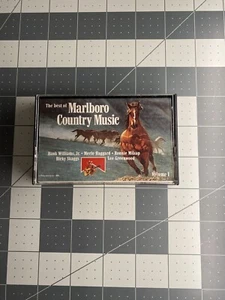 The best of
Marlboro
Country Music
Hank Williams, Jr. • Merle Haggard • Ronnie Milsap
Ricky Skaggs
Lee Greenwood
Volume 1